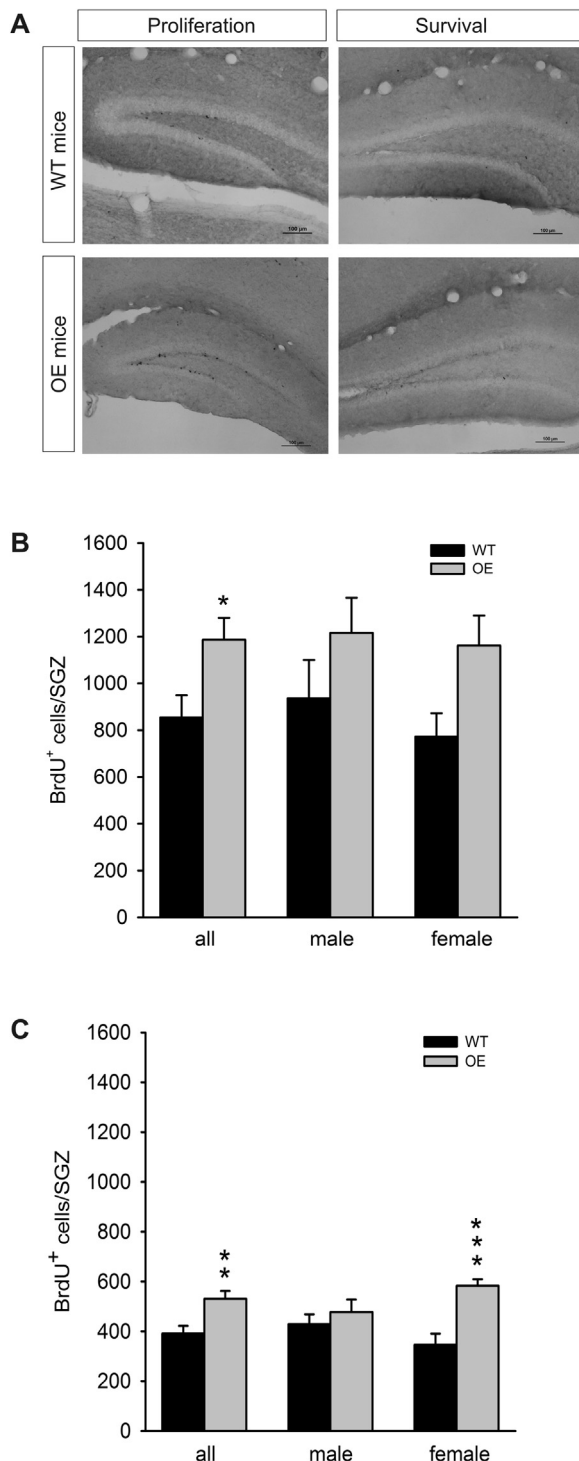 A
Proliferation
Survival
WT mice
100 µm
100 µm
OE mice
100 µm
100 µm
B
1600
1400
1200
1000
800
600
400
200
0
BrdU+ cells/SGZ
WT
OE
*
all
male
female
C
1600
1400
1200
1000
800
600
400
200
0
BrdU+ cells/SGZ
WT
OE
**
***
all
male
female